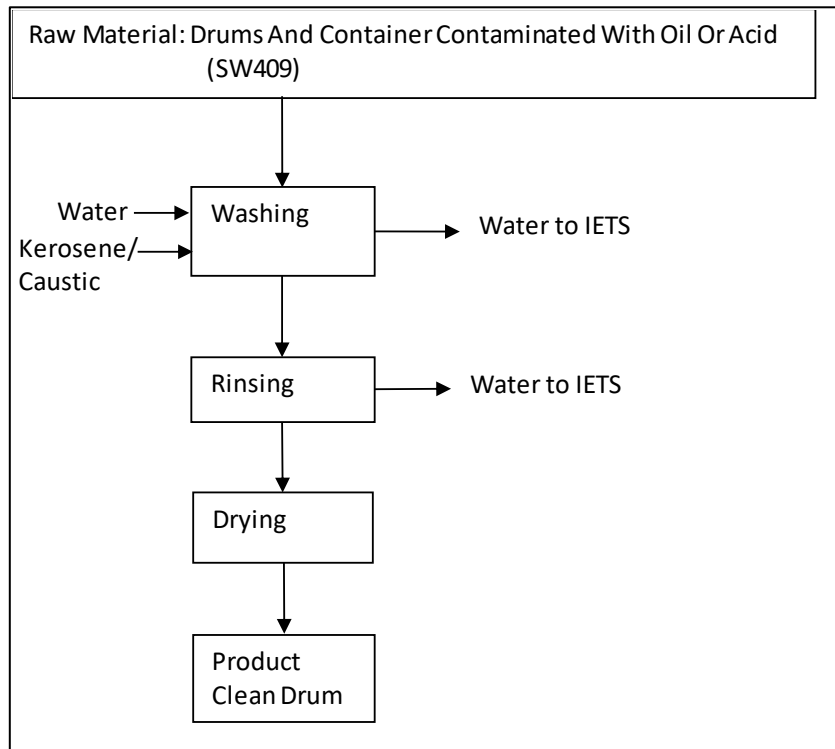 Raw Material: Drums And Container Contaminated With Oil Or Acid
(SW409)
Water
Washing
Water to IETS
Kerosene/
Caustic
Rinsing
Water to IETS
Drying
Product
Clean Drum